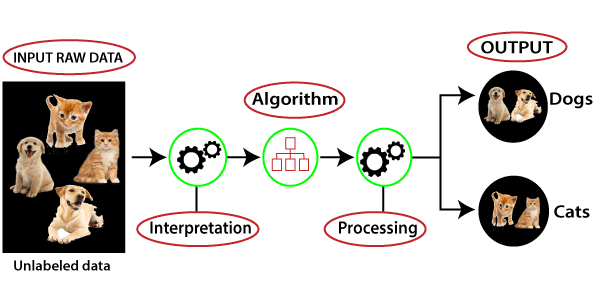 INPUT RAW DATA
OUTPUT
Algorithm
Dogs
Interpretation
Processing
Cats
Unlabeled data